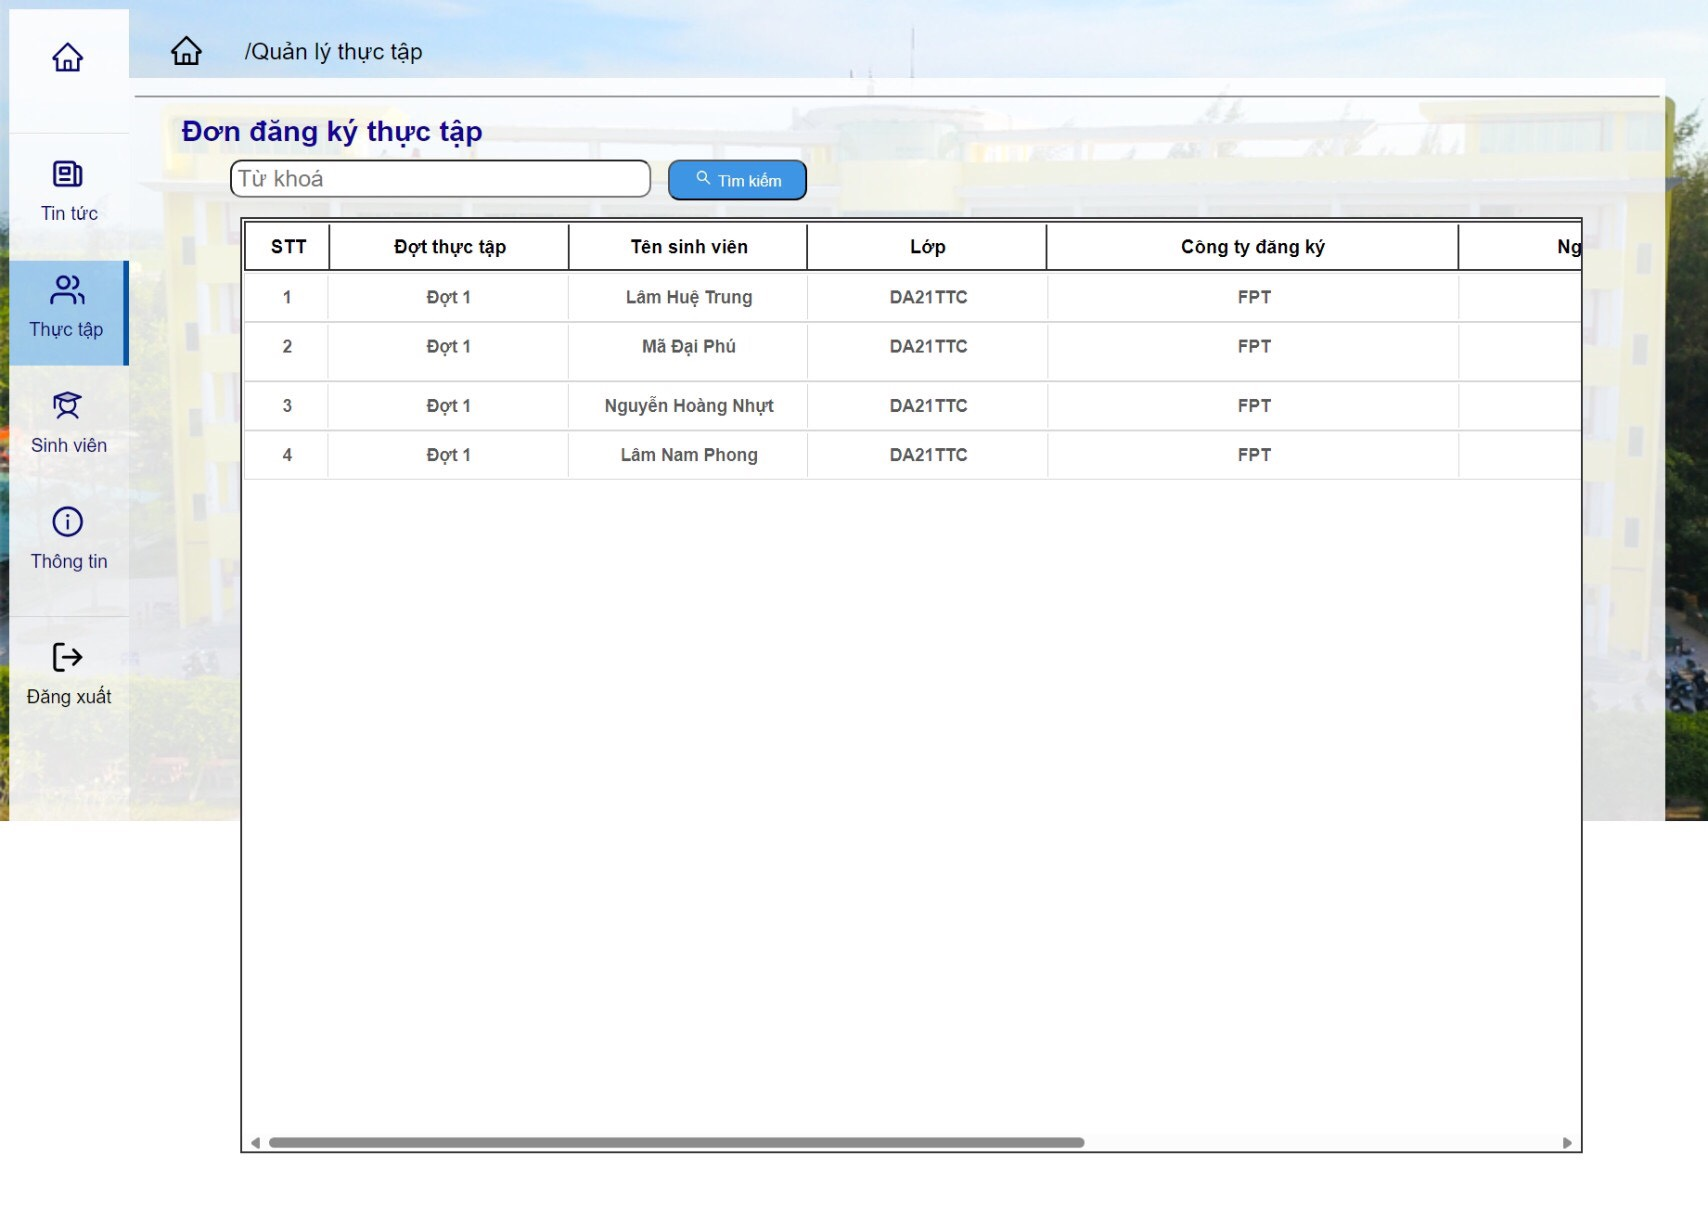 /Quản lý thực tập
Tin tức
Thực tập
Sinh viên
Thông tin
Đăng xuất
Đơn đăng ký thực tập
Từ khoá
Tìm kiếm
STT Đợt thực tập Tên sinh viên Lớp Công ty đăng ký Ng
1 Đợt 1 Lâm Huệ Trung DA21TTC FPT
2 Đợt 1 Mã Đại Phú DA21TTC FPT
3 Đợt 1 Nguyễn Hoàng Nhựt DA21TTC FPT
4 Đợt 1 Lâm Nam Phong DA21TTC FPT